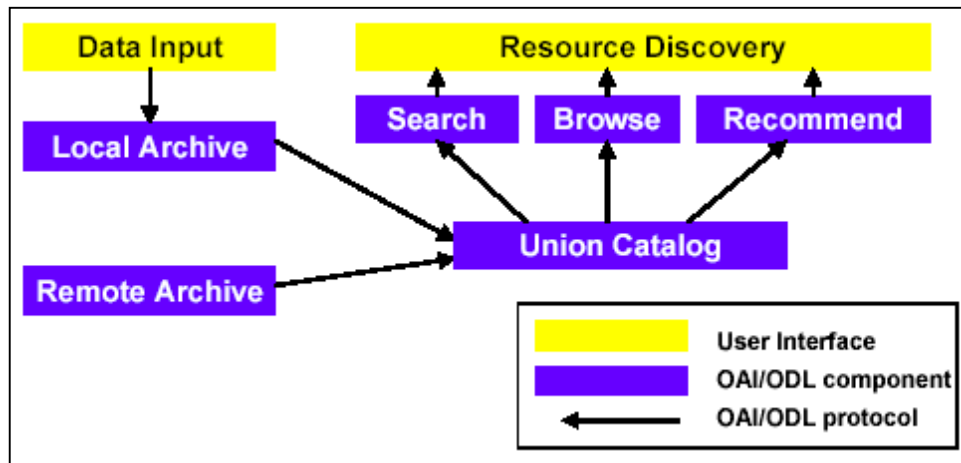 Data Input
Resource Discovery
Search
Browse
Recommend
Local Archive
Union Catalog
Remote Archive
User Interface
OAI/ODL component
OAI/ODL protocol